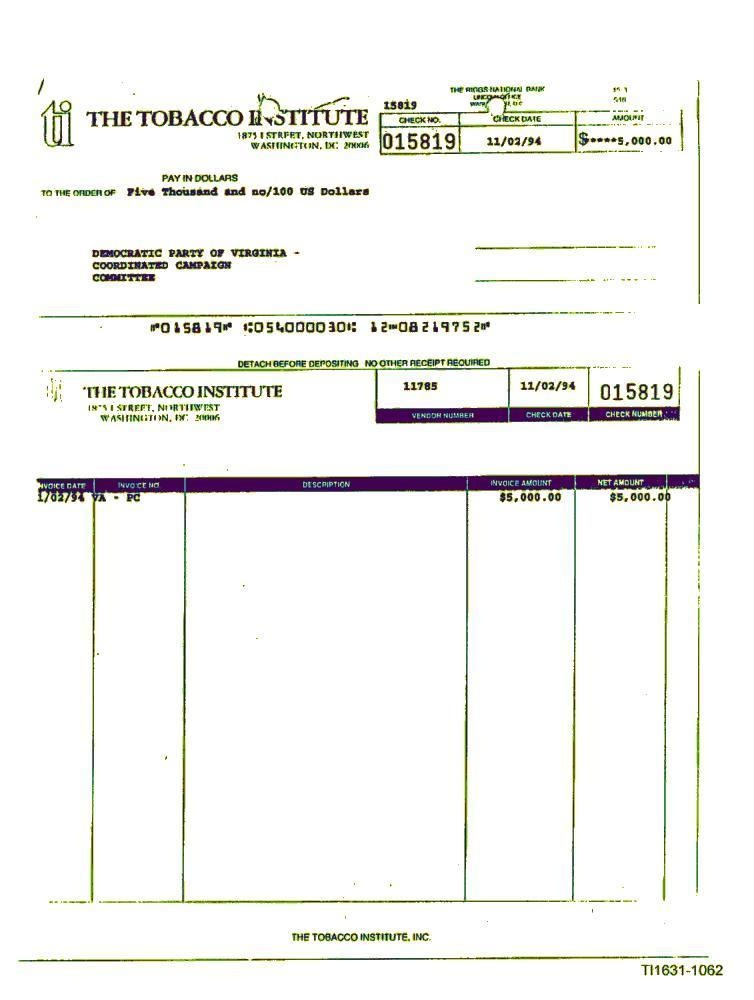 THE RIGGS NATIONAL BANK
15819
ti THE TOBACCO INSTITUTE
1875 I STREET, NORTHWEST
WASHINGTON, DC 20006
CHECK NO. CHECK DATE AMOUNT
015819 11/02/94 $*****5,000.00
PAY IN DOLLARS
TO THE ORDER OF Five Thousand and no/100 US Dollars
DEMOCRATIC PARTY OF VIRGINIA -
COORDINATED CAMPAIGN
COMMITTEE
⑈015819⑈ ⑆054000030⑆ 12⑉08219752⑈
DETACH BEFORE DEPOSITING NO OTHER RECEIPT REQUIRED
ti THE TOBACCO INSTITUTE
1875 I STREET, NORTHWEST
WASHINGTON, DC 20006
11785 11/02/94 015819
VENDOR NUMBER CHECK DATE CHECK NUMBER
NVOICE DATE INVOICE NO. DESCRIPTION INVOICE AMOUNT NET AMOUNT
1/02/94 VA - PC $5,000.00 $5,000.00
THE TOBACCO INSTITUTE, INC.
TI1631-1062